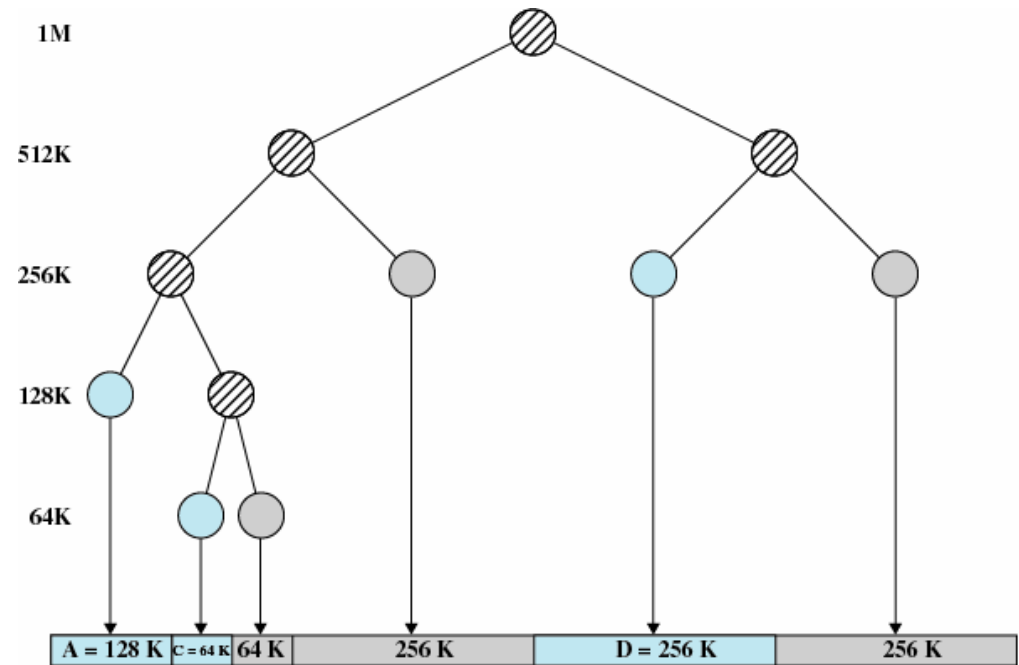 1M
512K
256K
128K
64K
A = 128 K C = 64 K 64 K 256 K D = 256 K 256 K